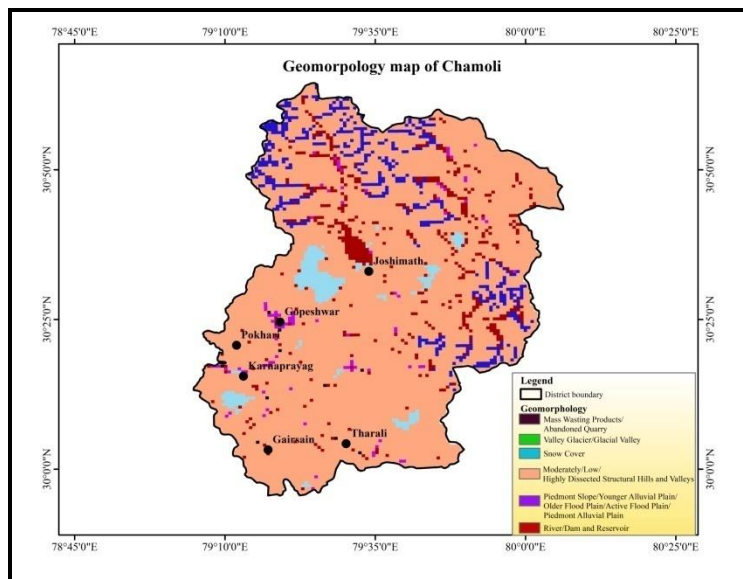 78°45'0"E 79°10'0"E 79°35'0"E 80°0'0"E 80°25'0"E
Geomorpology map of Chamoli
30°50'0"N 30°50'0"N
Joshimath
30°25'0"N 30°25'0"N
Gopeshwar
Pokhari
Karnaprayag
Gairsain
Tharali
30°0'0"N 30°0'0"N
Legend
District boundary
Geomorphology
Mass Wasting Products/
Abandoned Quarry
Valley Glacier/Glacial Valley
Snow Cover
Moderately/Low/
Highly Dissected Structural Hills and Valleys
Piedmont Slope/Younger Alluvial Plain/
Older Flood Plain/Active Flood Plain/
Piedmont Alluvial Plain
River/Dam and Reservoir
78°45'0"E 79°10'0"E 79°35'0"E 80°0'0"E 80°25'0"E